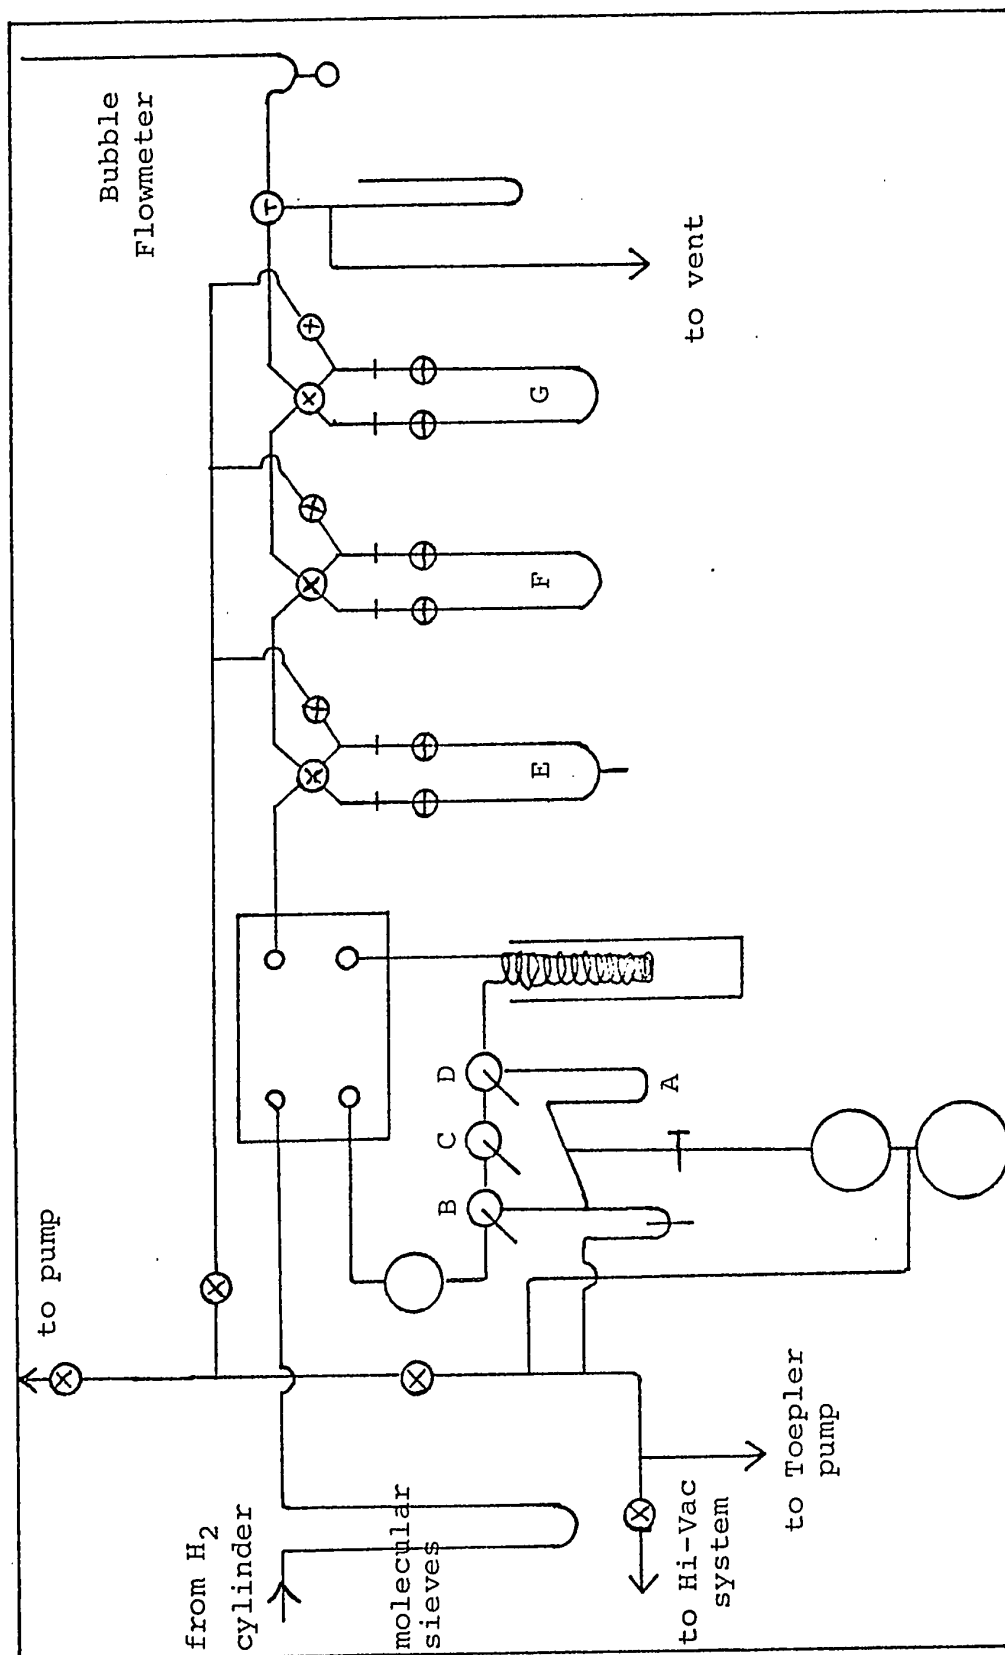 Bubble
Flowmeter
to vent
G
F
E
D
C
B
A
to pump
from H₂
cylinder
molecular
sieves
to Hi-Vac
system
to Toepler
pump